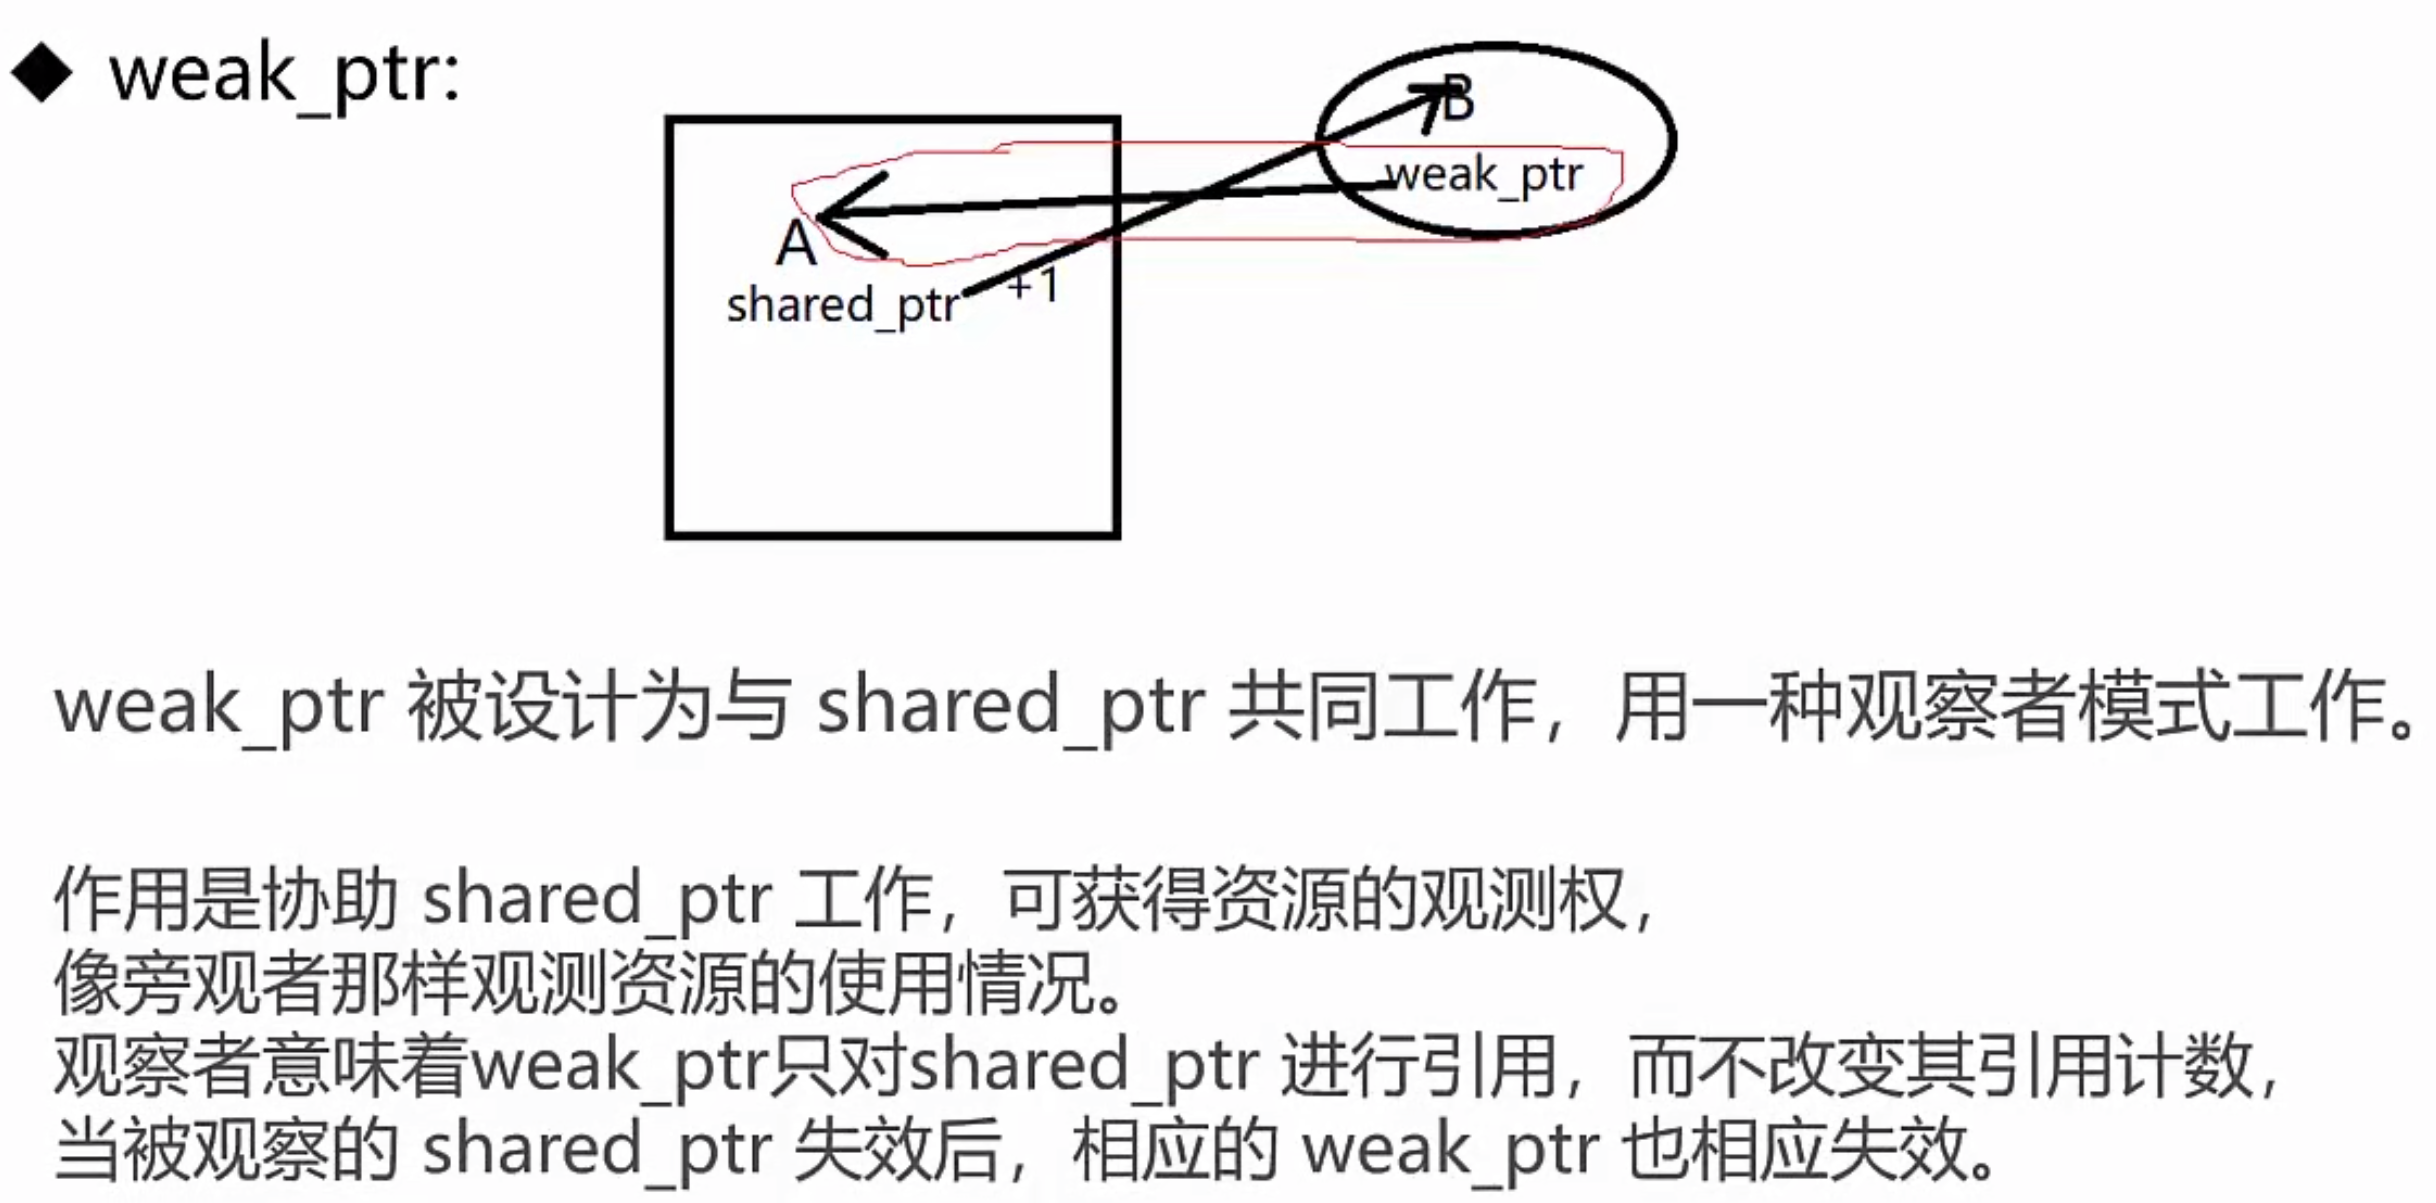 ◆ weak_ptr:
B
weak_ptr
A
shared_ptr
+1
weak_ptr 被设计为与 shared_ptr 共同工作，用一种观察者模式工作。
作用是协助 shared_ptr 工作，可获得资源的观测权，
像旁观者那样观测资源的使用情况。
观察者意味着weak_ptr只对shared_ptr 进行引用，而不改变其引用计数，
当被观察的 shared_ptr 失效后，相应的 weak_ptr 也相应失效。